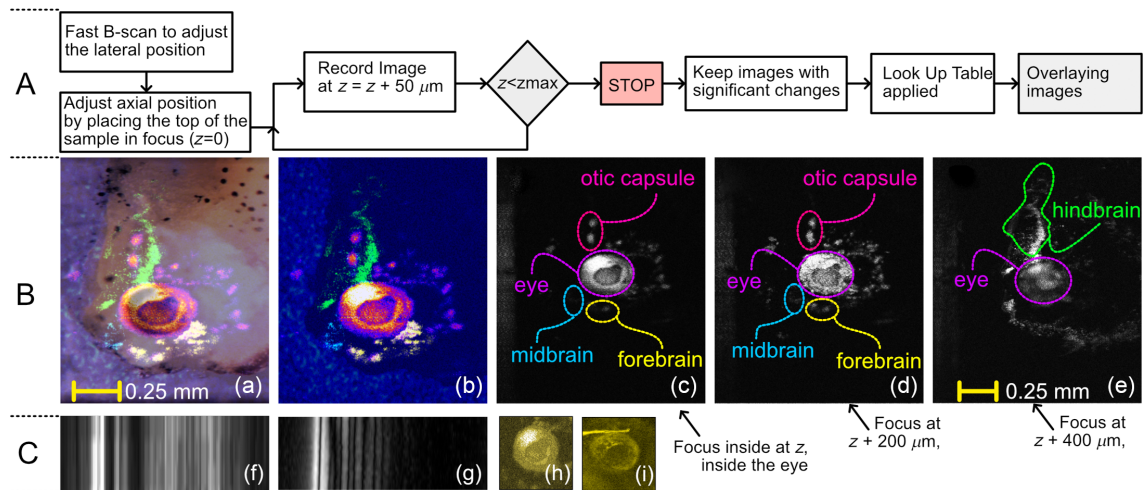 A
Fast B-scan to adjust
the lateral position
Adjust axial position
by placing the top of the
sample in focus (z=0)
Record Image
at z = z + 50 μm
z<zmax
STOP
Keep images with
significant changes
Look Up Table
applied
Overlaying
images
B
0.25 mm
(a)
(b)
otic capsule
eye
midbrain
forebrain
(c)
otic capsule
eye
midbrain
forebrain
(d)
hindbrain
eye
0.25 mm
(e)
C
(f)
(g)
(h)
(i)
Focus inside at z,
inside the eye
Focus at
z + 200 μm,
Focus at
z + 400 μm,